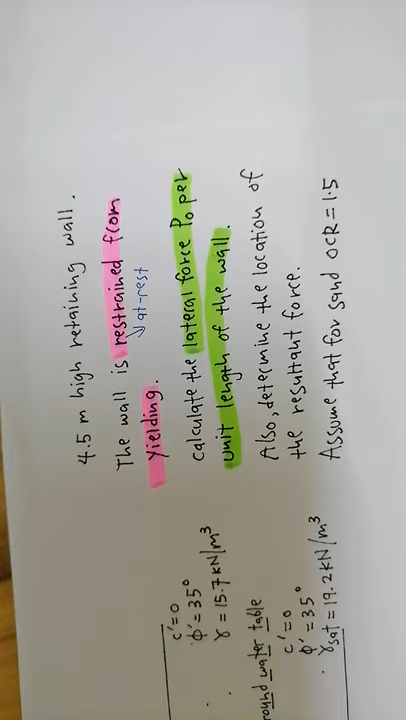 4.5 m high retaining wall.
The wall is restrained from
at-rest
yielding.
Calculate the lateral force Po per
unit length of the wall.
Also, determine the location of
the resultant force.
Assume that for sand OCR = 1.5
c'=0
φ'=35°
γ=15.7 kN/m³
round water table
c'=0
φ'=35°
γsat=19.2 kN/m³